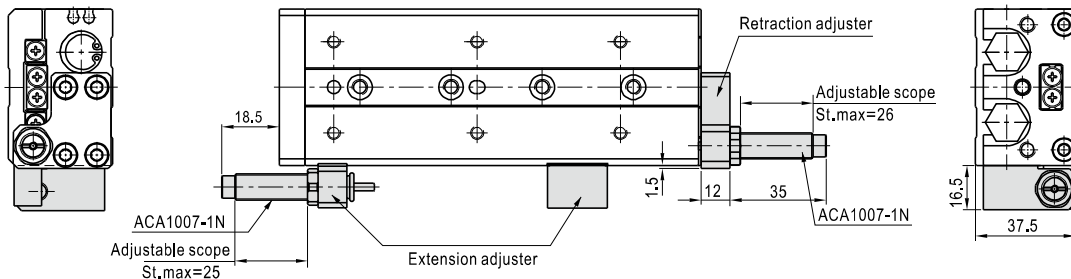 Retraction adjuster
Adjustable scope
St.max=26
18.5
1.5
12
35
ACA1007-1N
16.5
37.5
ACA1007-1N
Adjustable scope
St.max=25
Extension adjuster